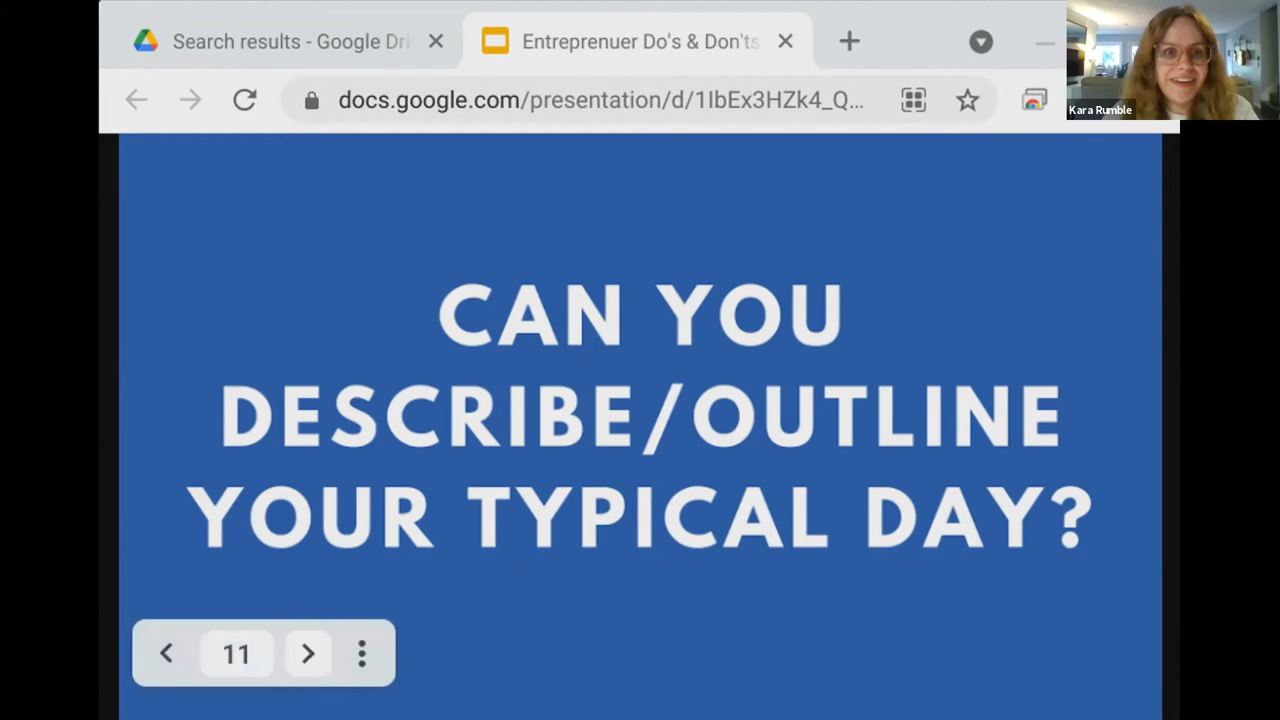 Search results - Google Dri
Entreprenuer Do's & Don'ts
docs.google.com/presentation/d/1IbEx3HZk4_Q...
Kara Rumble
CAN YOU
DESCRIBE/OUTLINE
YOUR TYPICAL DAY?
11